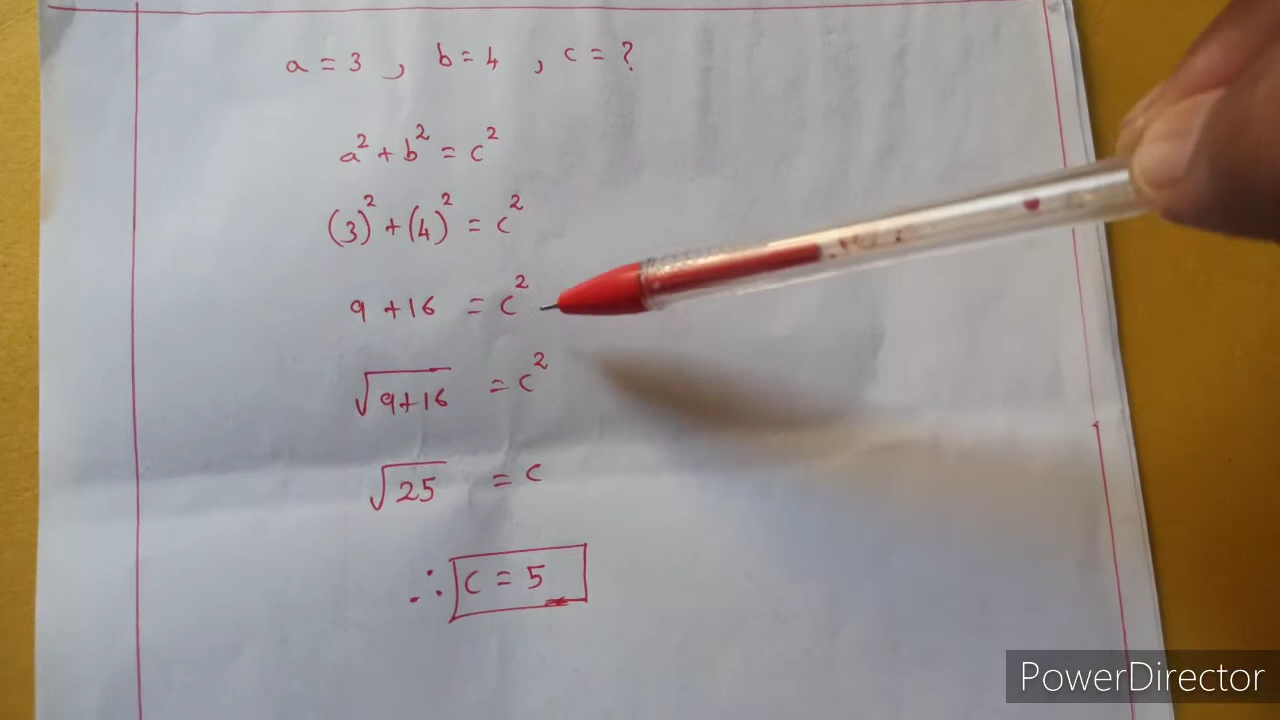 a = 3 , b = 4 , c = ?
a² + b² = c²
(3)² + (4)² = c²
9 + 16 = c²
√9+16 = c²
√25 = c
∴ c = 5
PowerDirector